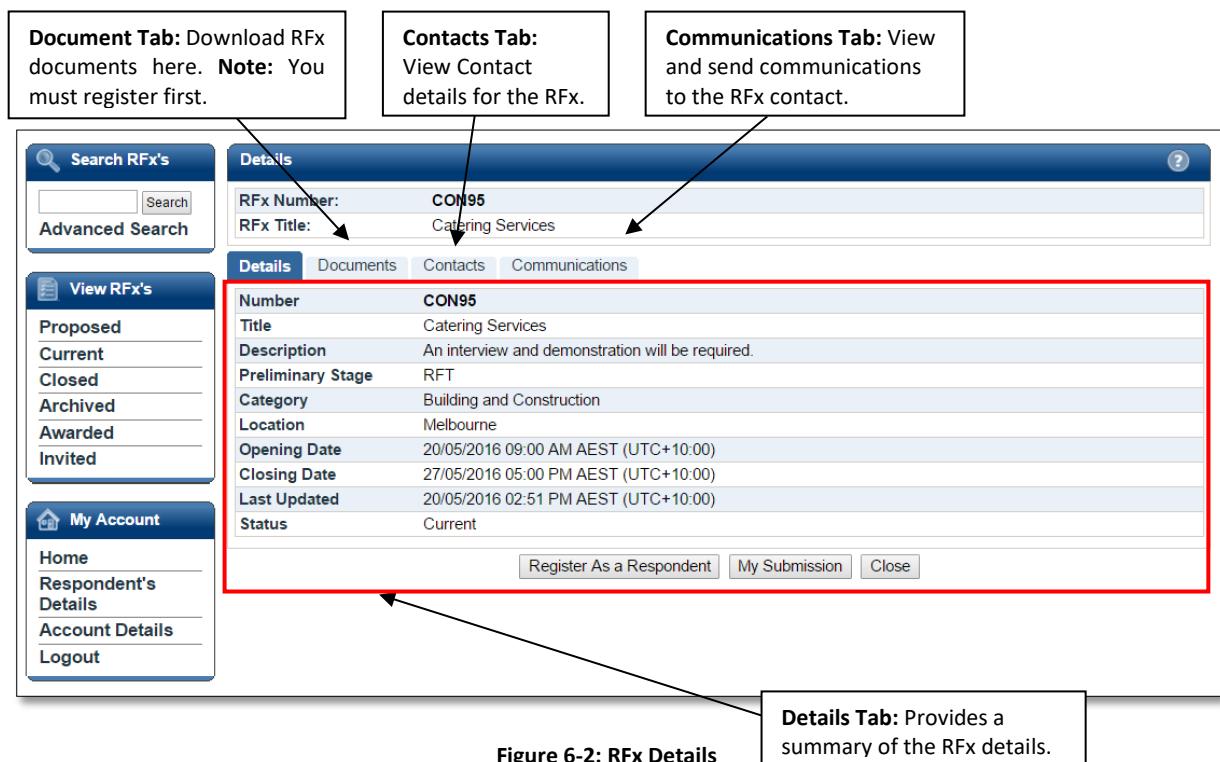 Document Tab: Download RFx
documents here. Note: You
must register first.
Contacts Tab:
View Contact
details for the RFx.
Communications Tab: View
and send communications
to the RFx contact.
Search RFx's
Search
Advanced Search
View RFx's
Proposed
Current
Closed
Archived
Awarded
Invited
My Account
Home
Respondent's
Details
Account Details
Logout
Details
?
RFx Number: CON95
RFx Title: Catering Services
Details Documents Contacts Communications
Number CON95
Title Catering Services
Description An interview and demonstration will be required.
Preliminary Stage RFT
Category Building and Construction
Location Melbourne
Opening Date 20/05/2016 09:00 AM AEST (UTC+10:00)
Closing Date 27/05/2016 05:00 PM AEST (UTC+10:00)
Last Updated 20/05/2016 02:51 PM AEST (UTC+10:00)
Status Current
Register As a Respondent My Submission Close
Details Tab: Provides a
summary of the RFx details.
Figure 6-2: RFx Details